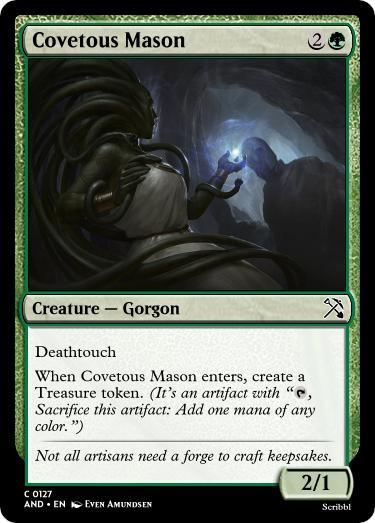 Covetous Mason 2
Creature — Gorgon
Deathtouch
When Covetous Mason enters, create a
Treasure token. (It's an artifact with “,
Sacrifice this artifact: Add one mana of any
color.”)
Not all artisans need a forge to craft keepsakes.
2/1
C 0127
AND • EN Even Amundsen
Scribbl